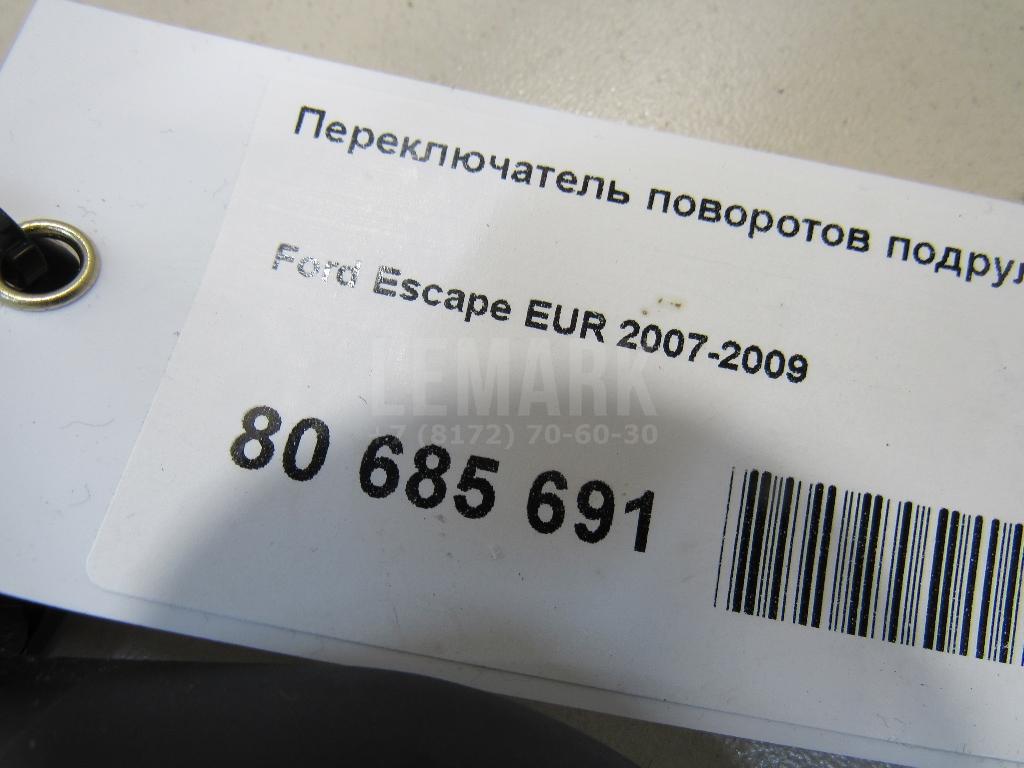 Переключатель поворотов подрул
Ford Escape EUR 2007-2009
LEMARK
+7 (8172) 70-60-30
80 685 691